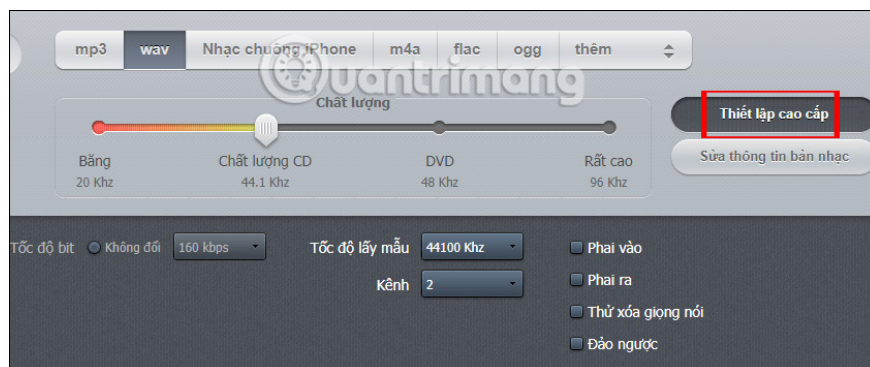 mp3 wav Nhạc chuông iPhone m4a flac ogg thêm
Quantrimang
Chất lượng
Thiết lập cao cấp
Băng Chất lượng CD DVD Rất cao
20 Khz 44.1 Khz 48 Khz 96 Khz
Sửa thông tin bản nhạc
Tốc độ bit Không đổi 160 kbps Tốc độ lấy mẫu 44100 Khz Phai vào
Kênh 2 Phai ra
Thử xóa giọng nói
Đảo ngược